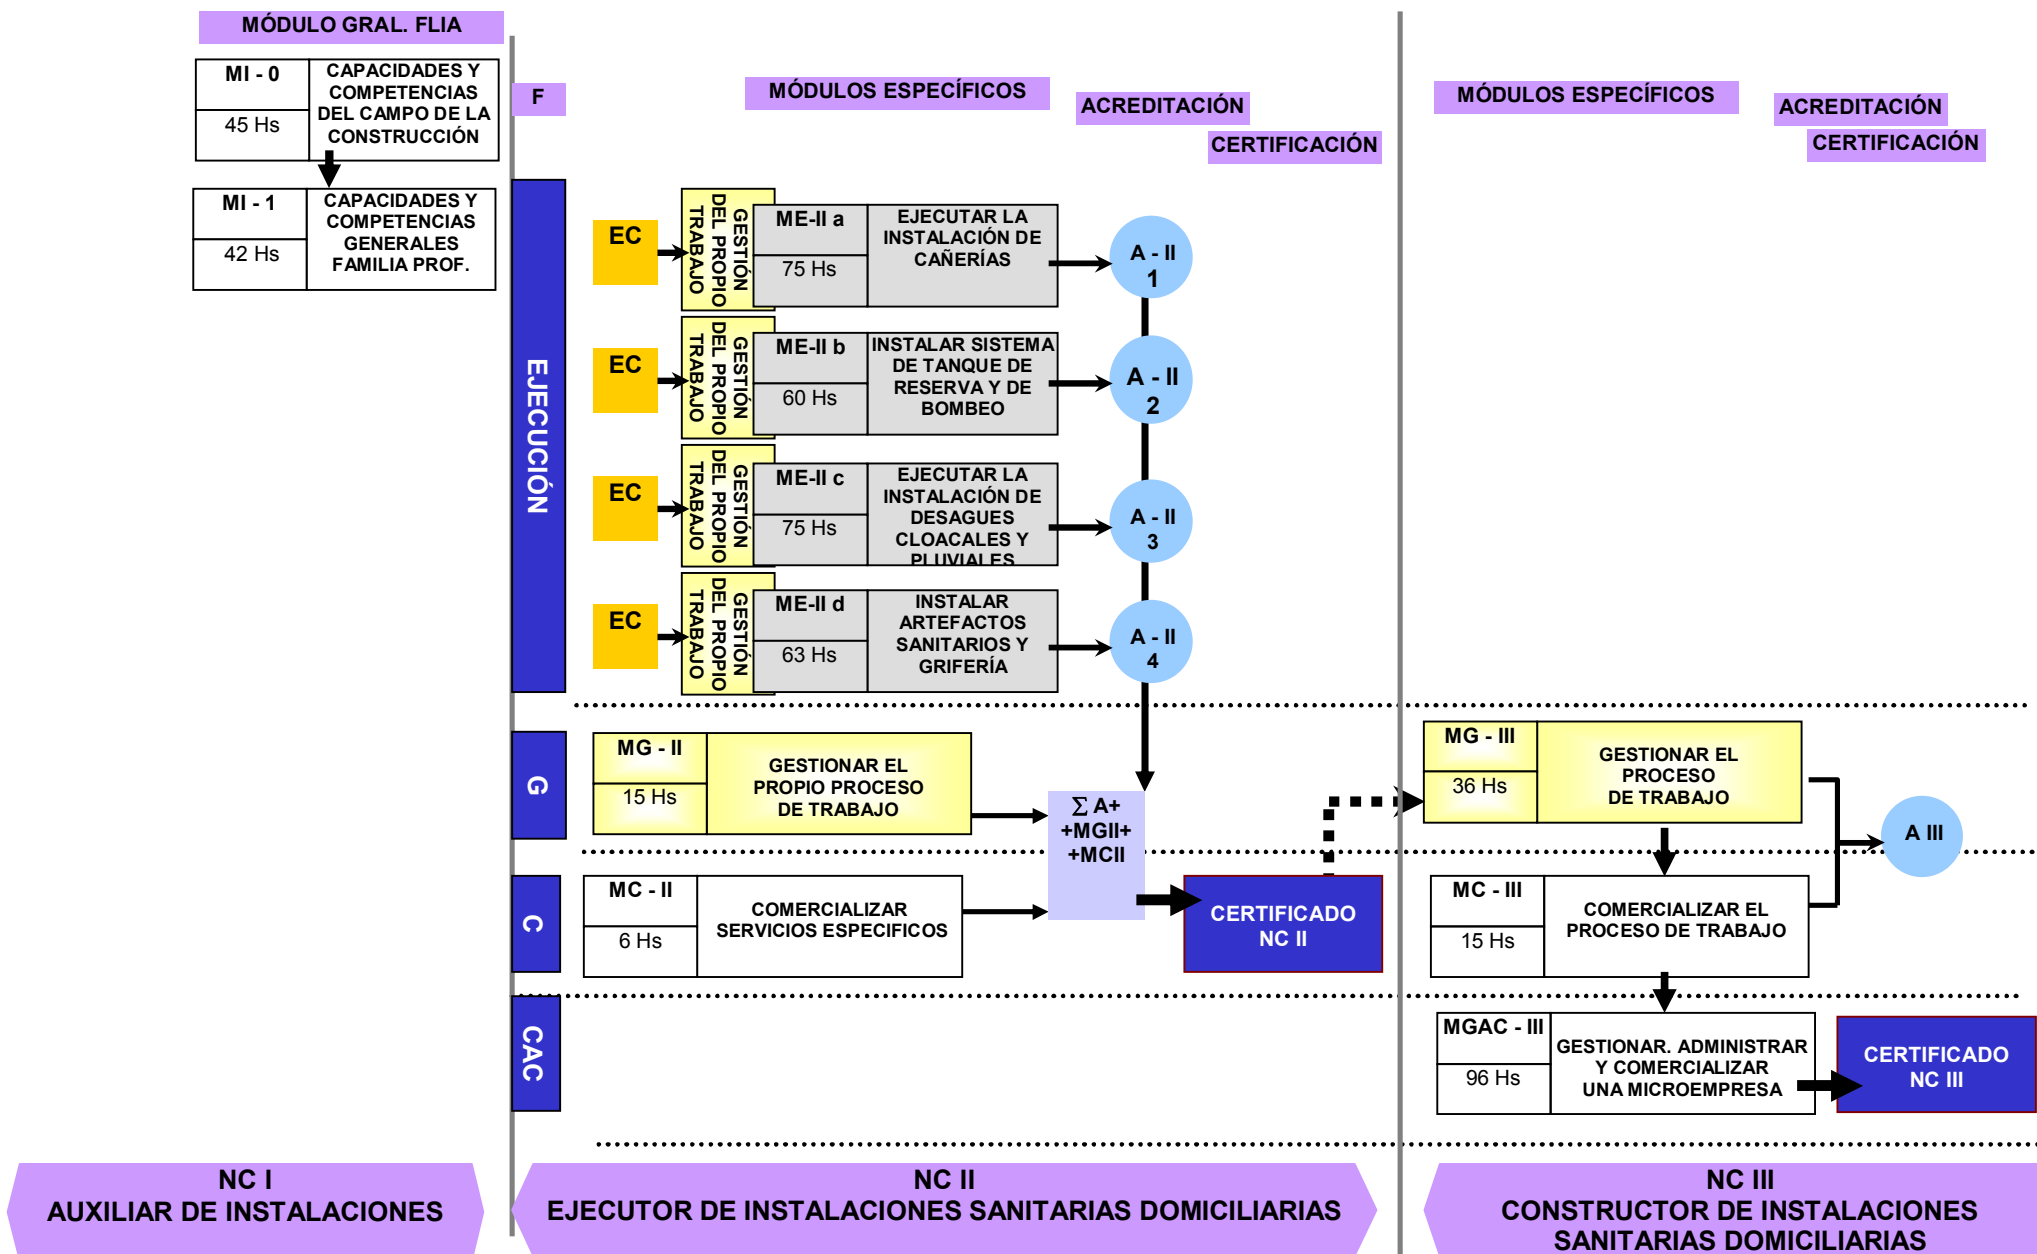 MÓDULO GRAL. FLIA
MI - 0
45 Hs
CAPACIDADES Y
COMPETENCIAS
DEL CAMPO DE LA
CONSTRUCCIÓN
MI - 1
42 Hs
CAPACIDADES Y
COMPETENCIAS
GENERALES
FAMILIA PROF.
F
MÓDULOS ESPECÍFICOS
ACREDITACIÓN
CERTIFICACIÓN
MÓDULOS ESPECÍFICOS
ACREDITACIÓN
CERTIFICACIÓN
EJECUCIÓN
EC
GESTIÓN
DEL PROPIO
TRABAJO
ME-II a
75 Hs
EJECUTAR LA
INSTALACIÓN DE
CAÑERÍAS
A - II
1
EC
GESTIÓN
DEL PROPIO
TRABAJO
ME-II b
60 Hs
INSTALAR SISTEMA
DE TANQUE DE
RESERVA Y DE
BOMBEO
A - II
2
EC
GESTIÓN
DEL PROPIO
TRABAJO
ME-II c
75 Hs
EJECUTAR LA
INSTALACIÓN DE
DESAGUES
CLOACALES Y
PLUVIALES
A - II
3
EC
GESTIÓN
DEL PROPIO
TRABAJO
ME-II d
63 Hs
INSTALAR
ARTEFACTOS
SANITARIOS Y
GRIFERÍA
A - II
4
G
MG - II
15 Hs
GESTIONAR EL
PROPIO PROCESO
DE TRABAJO
Σ A+
+MGII+
+MCII
MG - III
36 Hs
GESTIONAR EL
PROCESO
DE TRABAJO
A III
C
MC - II
6 Hs
COMERCIALIZAR
SERVICIOS ESPECIFICOS
CERTIFICADO
NC II
MC - III
15 Hs
COMERCIALIZAR EL
PROCESO DE TRABAJO
CAC
MGAC - III
96 Hs
GESTIONAR. ADMINISTRAR
Y COMERCIALIZAR
UNA MICROEMPRESA
CERTIFICADO
NC III
NC I
AUXILIAR DE INSTALACIONES
NC II
EJECUTOR DE INSTALACIONES SANITARIAS DOMICILIARIAS
NC III
CONSTRUCTOR DE INSTALACIONES
SANITARIAS DOMICILIARIAS